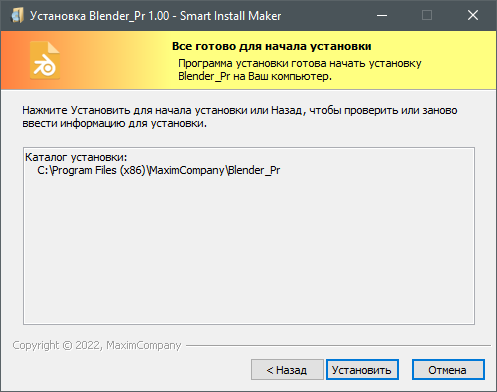 Установка Blender_Pr 1.00 - Smart Install Maker
Все готово для начала установки
Программа установки готова начать установку
Blender_Pr на Ваш компьютер.
Нажмите Установить для начала установки или Назад, чтобы проверить или заново
ввести информацию для установки.
Каталог установки:
C:\Program Files (x86)\MaximCompany\Blender_Pr
Copyright © 2022, MaximCompany
< Назад
Установить
Отмена